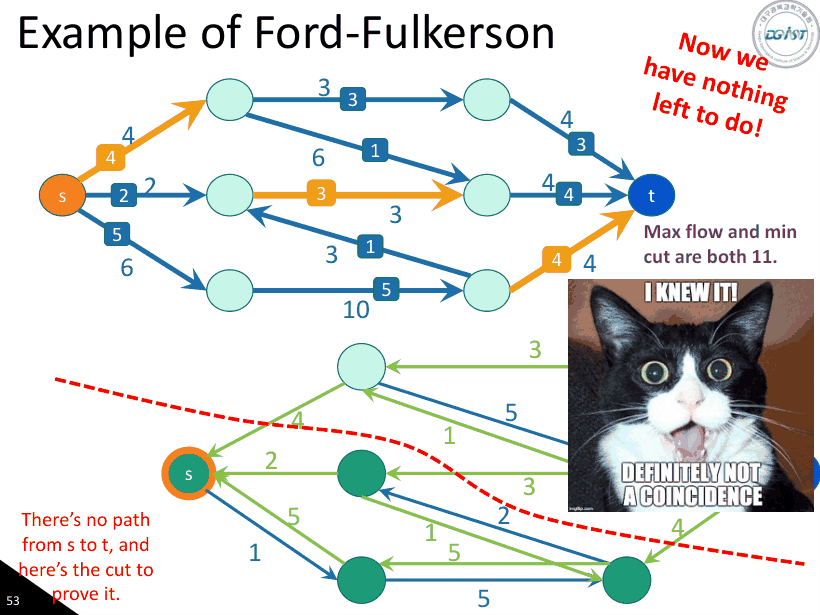 Example of Ford-Fulkerson
Now we
have nothing
left to do!
DGIST
3
3
4
4
4
3
6
1
s
2
2
3
4
4
t
3
5
1
Max flow and min
cut are both 11.
6
3
4
4
5
10
I KNEW IT!
3
5
4
1
2
s
3
DEFINITELY NOT
A COINCIDENCE
imgflip.com
There's no path
from s to t, and
here's the cut to
prove it.
5
2
4
1
1
5
5
53